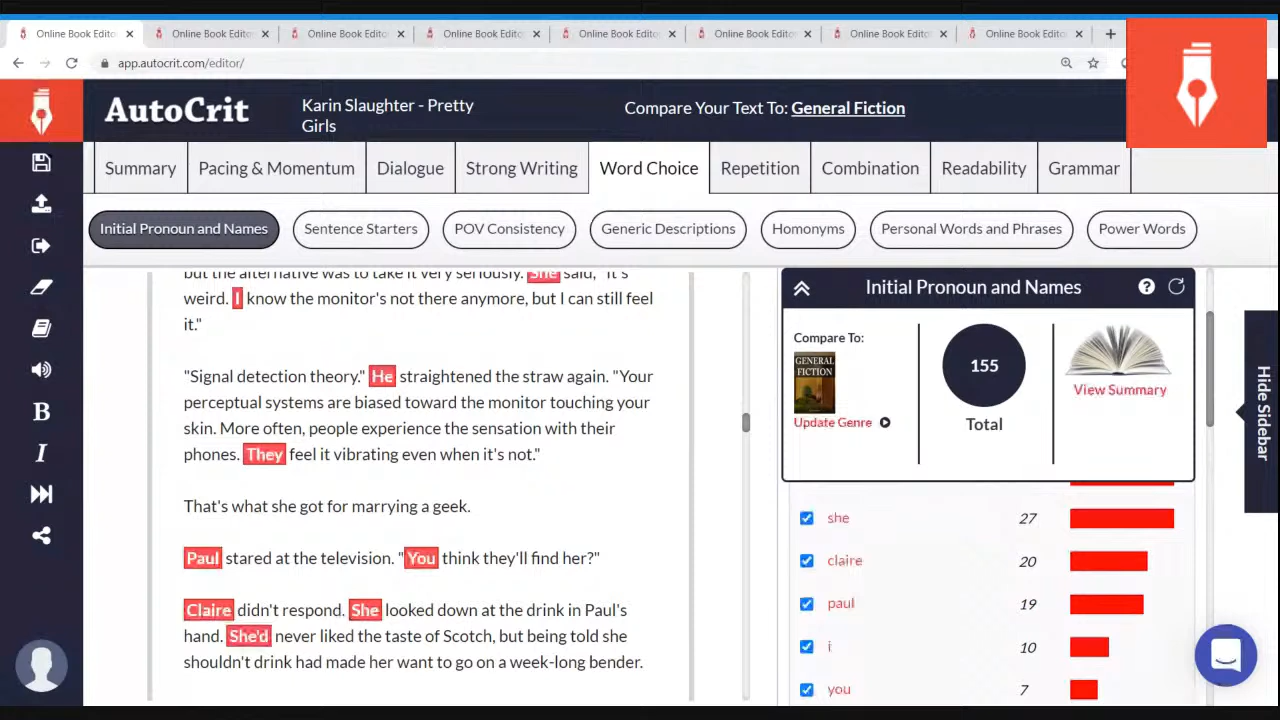 Online Book Edito
Online Book Edito
Online Book Edito
Online Book Edito
Online Book Edito
Online Book Edito
Online Book Edito
Online Book Edito
app.autocrit.com/editor/
AutoCrit
Karin Slaughter - Pretty
Girls
Compare Your Text To: General Fiction
Summary
Pacing & Momentum
Dialogue
Strong Writing
Word Choice
Repetition
Combination
Readability
Grammar
Initial Pronoun and Names
Sentence Starters
POV Consistency
Generic Descriptions
Homonyms
Personal Words and Phrases
Power Words
but the alternative was to take it very seriously. She said, "It's
weird. I know the monitor's not there anymore, but I can still feel
it."
"Signal detection theory." He straightened the straw again. "Your
perceptual systems are biased toward the monitor touching your
skin. More often, people experience the sensation with their
phones. They feel it vibrating even when it's not."
That's what she got for marrying a geek.
Paul stared at the television. "You think they'll find her?"
Claire didn't respond. She looked down at the drink in Paul's
hand. She'd never liked the taste of Scotch, but being told she
shouldn't drink had made her want to go on a week-long bender.
Initial Pronoun and Names
?
Compare To:
GENERAL
FICTION
Update Genre
155
Total
View Summary
she 27
claire 20
paul 19
i 10
you 7
Hide Sidebar
B
I